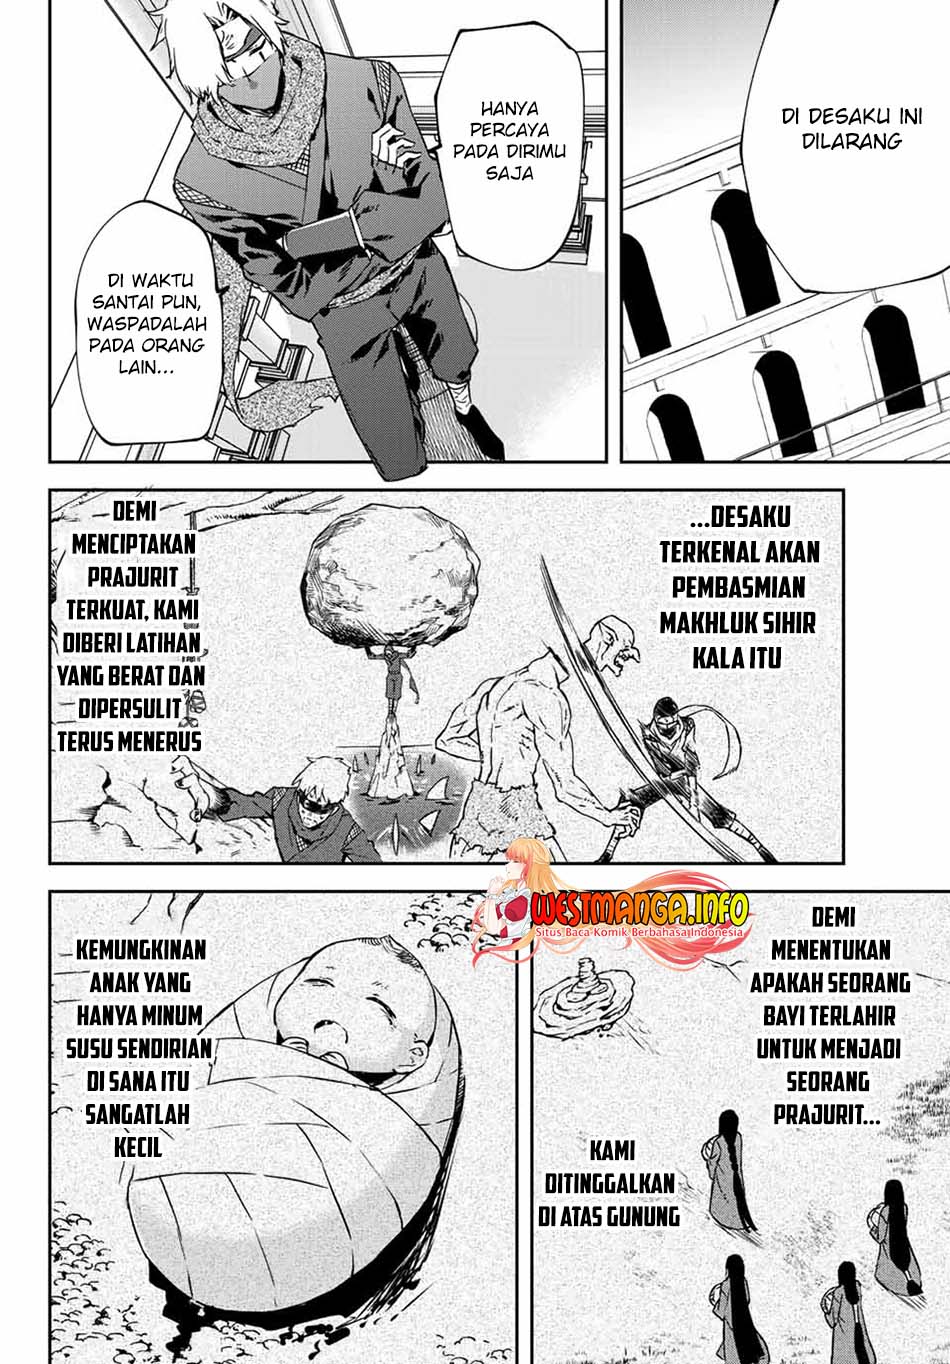 DI DESAKU INI
DILARANG
HANYA
PERCAYA
PADA DIRIMU
SAJA
DI WAKTU
SANTAI PUN,
WASPADALAH
PADA ORANG
LAIN...
...DESAKU
TERKENAL AKAN
PEMBASMIAN
MAKHLUK SIHIR
KALA ITU
DEMI
MENCIPTAKAN
PRAJURIT
TERKUAT, KAMI
DIBERI LATIHAN
YANG BERAT DAN
DIPERSULIT
TERUS MENERUS
WESTMANGA.INFO
Situs Baca Komik Berbahasa Indonesia
DEMI
MENENTUKAN
APAKAH SEORANG
BAYI TERLAHIR
UNTUK MENJADI
SEORANG
PRAJURIT...
KAMI
DITINGGALKAN
DI ATAS GUNUNG
KEMUNGKINAN
ANAK YANG
HANYA MINUM
SUSU SENDIRIAN
DI SANA ITU
SANGATLAH
KECIL